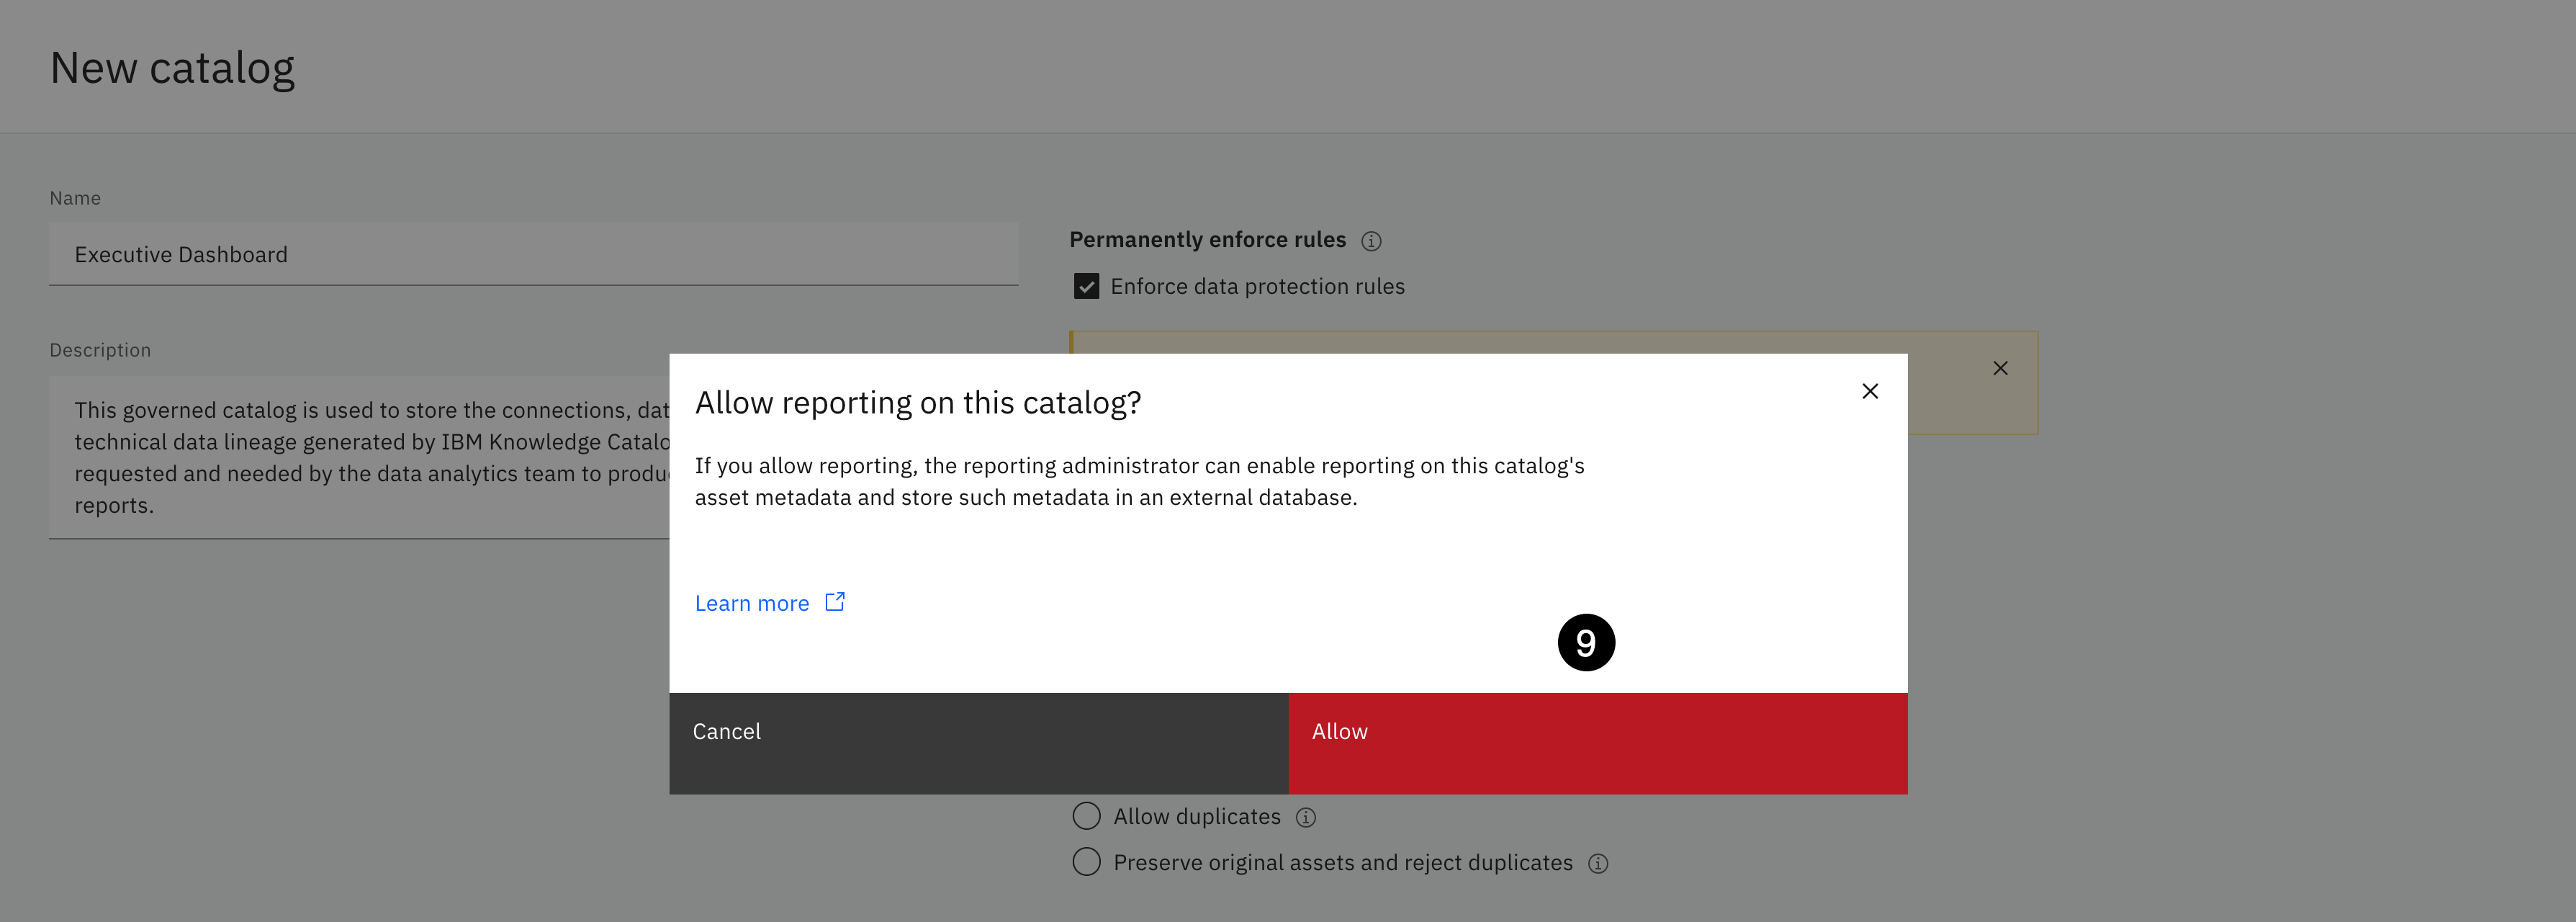 New catalog
Name
Executive Dashboard
Description
This governed catalog is used to store the connections,
technical data lineage generated by IBM Knowledge
requested and needed by the data analytics team to
reports.
Permanently enforce rules
Enforce data protection rules
Allow reporting on this catalog?
If you allow reporting, the reporting administrator can enable reporting on this catalog's
asset metadata and store such metadata in an external database.
Learn more
9
Cancel
Allow
Allow duplicates
Preserve original assets and reject duplicates